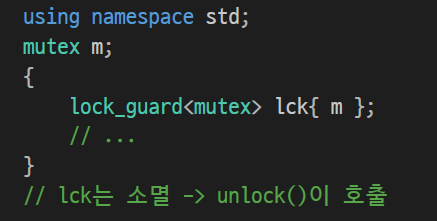 using namespace std;
mutex m;
{
    lock_guard<mutex> lck{ m };
    // ...
}
// lck는 소멸 -> unlock()이 호출